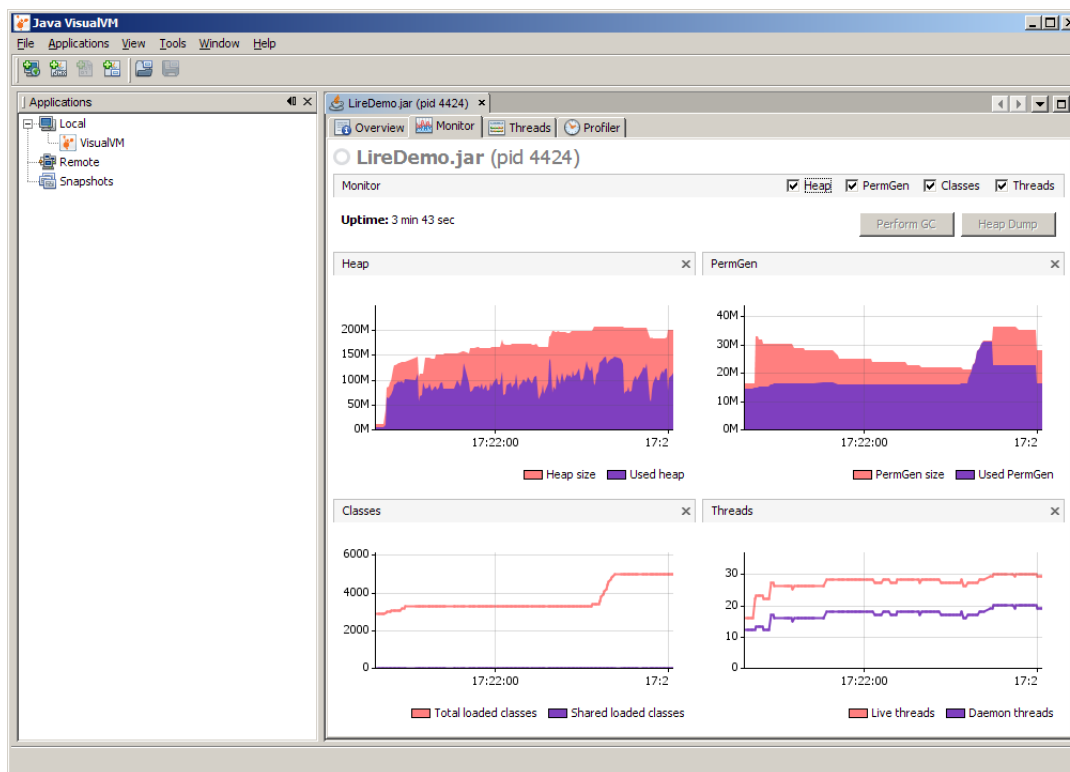 Java VisualVM
File Applications View Tools Window Help
Applications
Local
VisualVM
Remote
Snapshots
LireDemo.jar (pid 4424)
Overview Monitor Threads Profiler
LireDemo.jar (pid 4424)
Monitor Heap PermGen Classes Threads
Uptime: 3 min 43 sec Perform GC Heap Dump
Heap
200M
150M
100M
50M
0M
17:22:00 17:2
Heap size Used heap
PermGen
40M
30M
20M
10M
0M
17:22:00 17:2
PermGen size Used PermGen
Classes
6000
4000
2000
0
17:22:00 17:2
Total loaded classes Shared loaded classes
Threads
30
20
10
0
17:22:00 17:2
Live threads Daemon threads